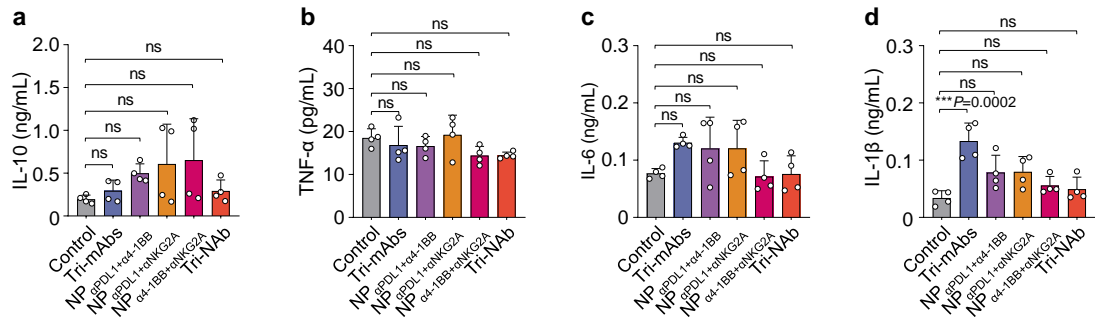 a
IL-10 (ng/mL)
2.0
1.5
1.0
0.5
0
ns
ns
ns
ns
ns
Control
Tri-mAbs
NP αPDL1+α4-1BB
NP αPDL1+αNKG2A
NP α4-1BB+αNKG2A
Tri-NAb
b
TNF-α (pg/mL)
40
30
20
10
0
ns
ns
ns
ns
ns
Control
Tri-mAbs
NP αPDL1+α4-1BB
NP αPDL1+αNKG2A
NP α4-1BB+αNKG2A
Tri-NAb
c
IL-6 (ng/mL)
0.3
0.2
0.1
0
ns
ns
ns
ns
ns
Control
Tri-mAbs
NP αPDL1+α4-1BB
NP αPDL1+αNKG2A
NP α4-1BB+αNKG2A
Tri-NAb
d
IL-1β (ng/mL)
0.3
0.2
0.1
0
ns
ns
ns
ns
***P=0.0002
Control
Tri-mAbs
NP αPDL1+α4-1BB
NP αPDL1+αNKG2A
NP α4-1BB+αNKG2A
Tri-NAb